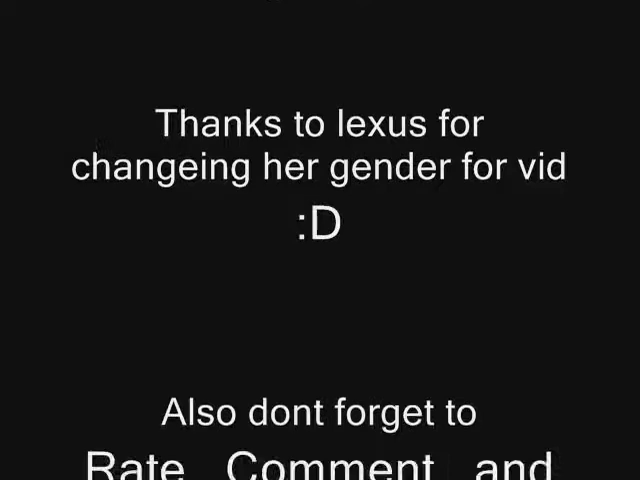 Thanks to lexus for
changeing her gender for vid
:D
Also dont forget to
Rate Comment and